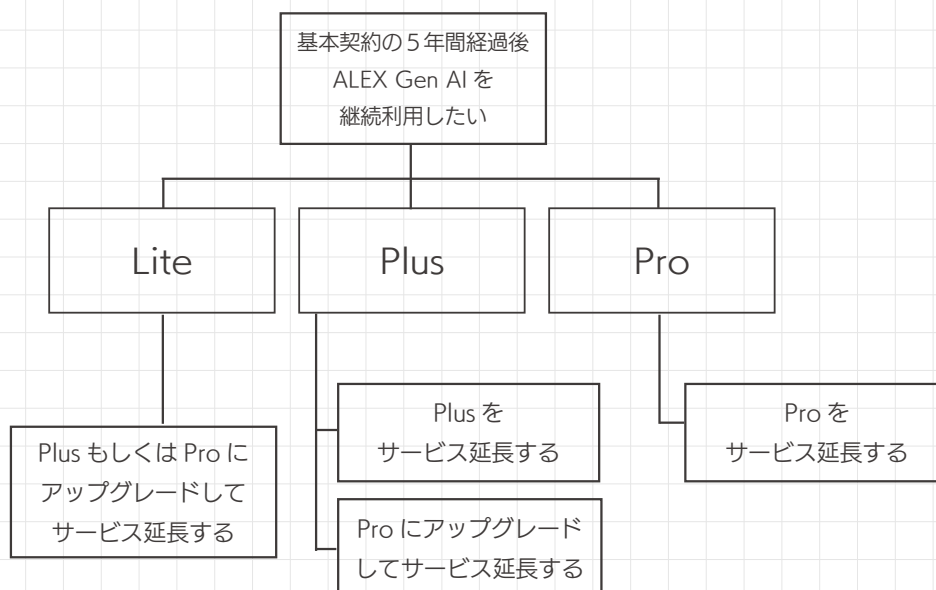 基本契約の5年間経過後
ALEX Gen AI を
継続利用したい
Lite
Plus
Pro
Plus もしくは Pro に
アップグレードして
サービス延長する
Plus を
サービス延長する
Pro にアップグレード
してサービス延長する
Pro を
サービス延長する